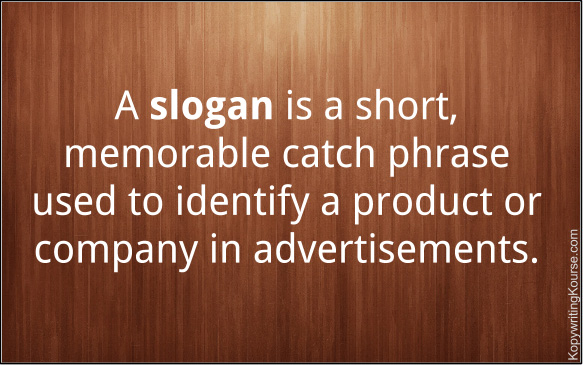 A slogan is a short,
memorable catch phrase
used to identify a product or
company in advertisements.
KopywritingKourse.com